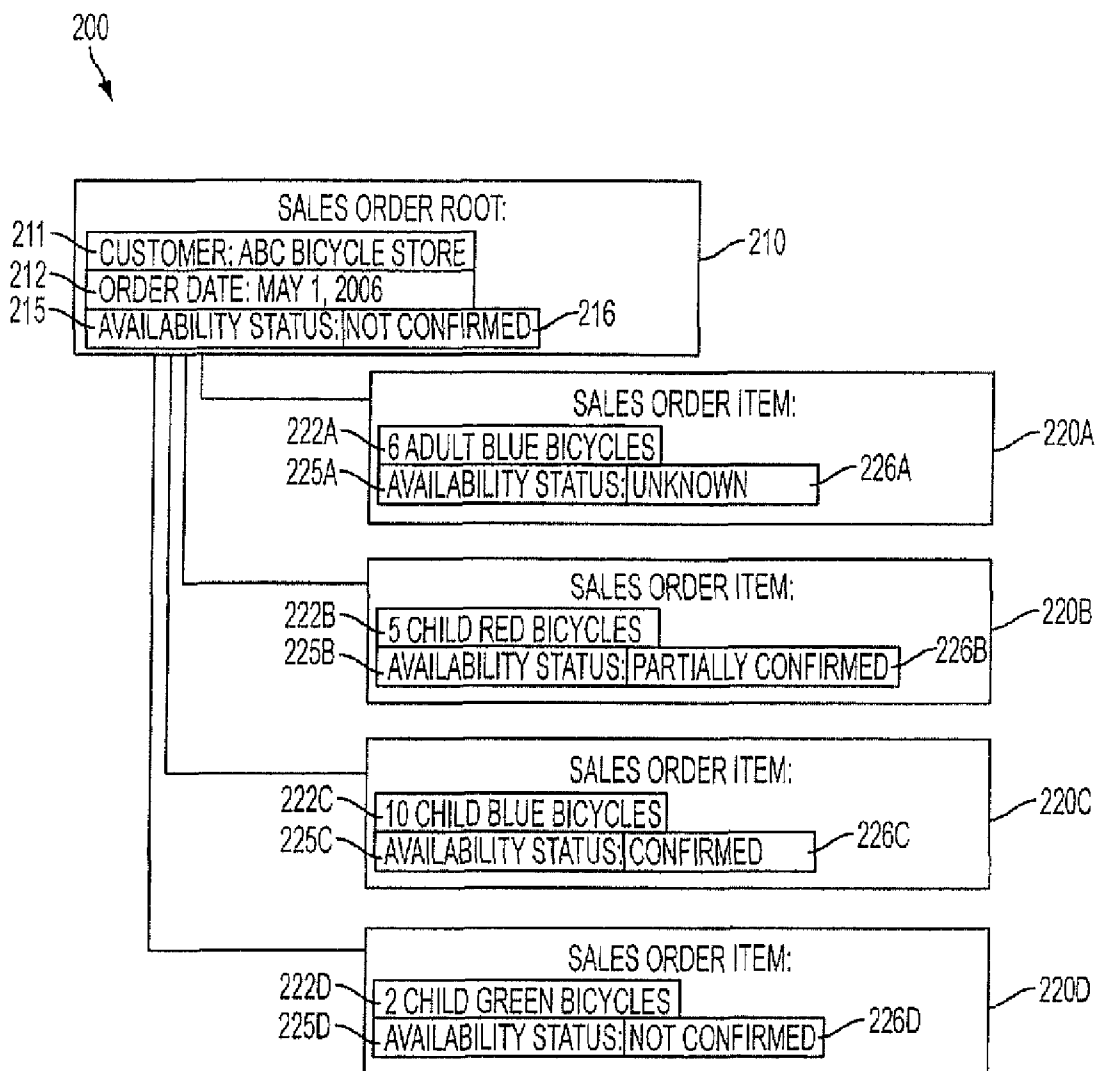 200
SALES ORDER ROOT:
211
CUSTOMER: ABC BICYCLE STORE
210
212
ORDER DATE: MAY 1, 2006
215
AVAILABILITY STATUS: NOT CONFIRMED
216
SALES ORDER ITEM:
222A
6 ADULT BLUE BICYCLES
220A
225A
AVAILABILITY STATUS: UNKNOWN
226A
SALES ORDER ITEM:
222B
5 CHILD RED BICYCLES
220B
225B
AVAILABILITY STATUS: PARTIALLY CONFIRMED
226B
SALES ORDER ITEM:
222C
10 CHILD BLUE BICYCLES
220C
225C
AVAILABILITY STATUS: CONFIRMED
226C
SALES ORDER ITEM:
222D
2 CHILD GREEN BICYCLES
220D
225D
AVAILABILITY STATUS: NOT CONFIRMED
226D